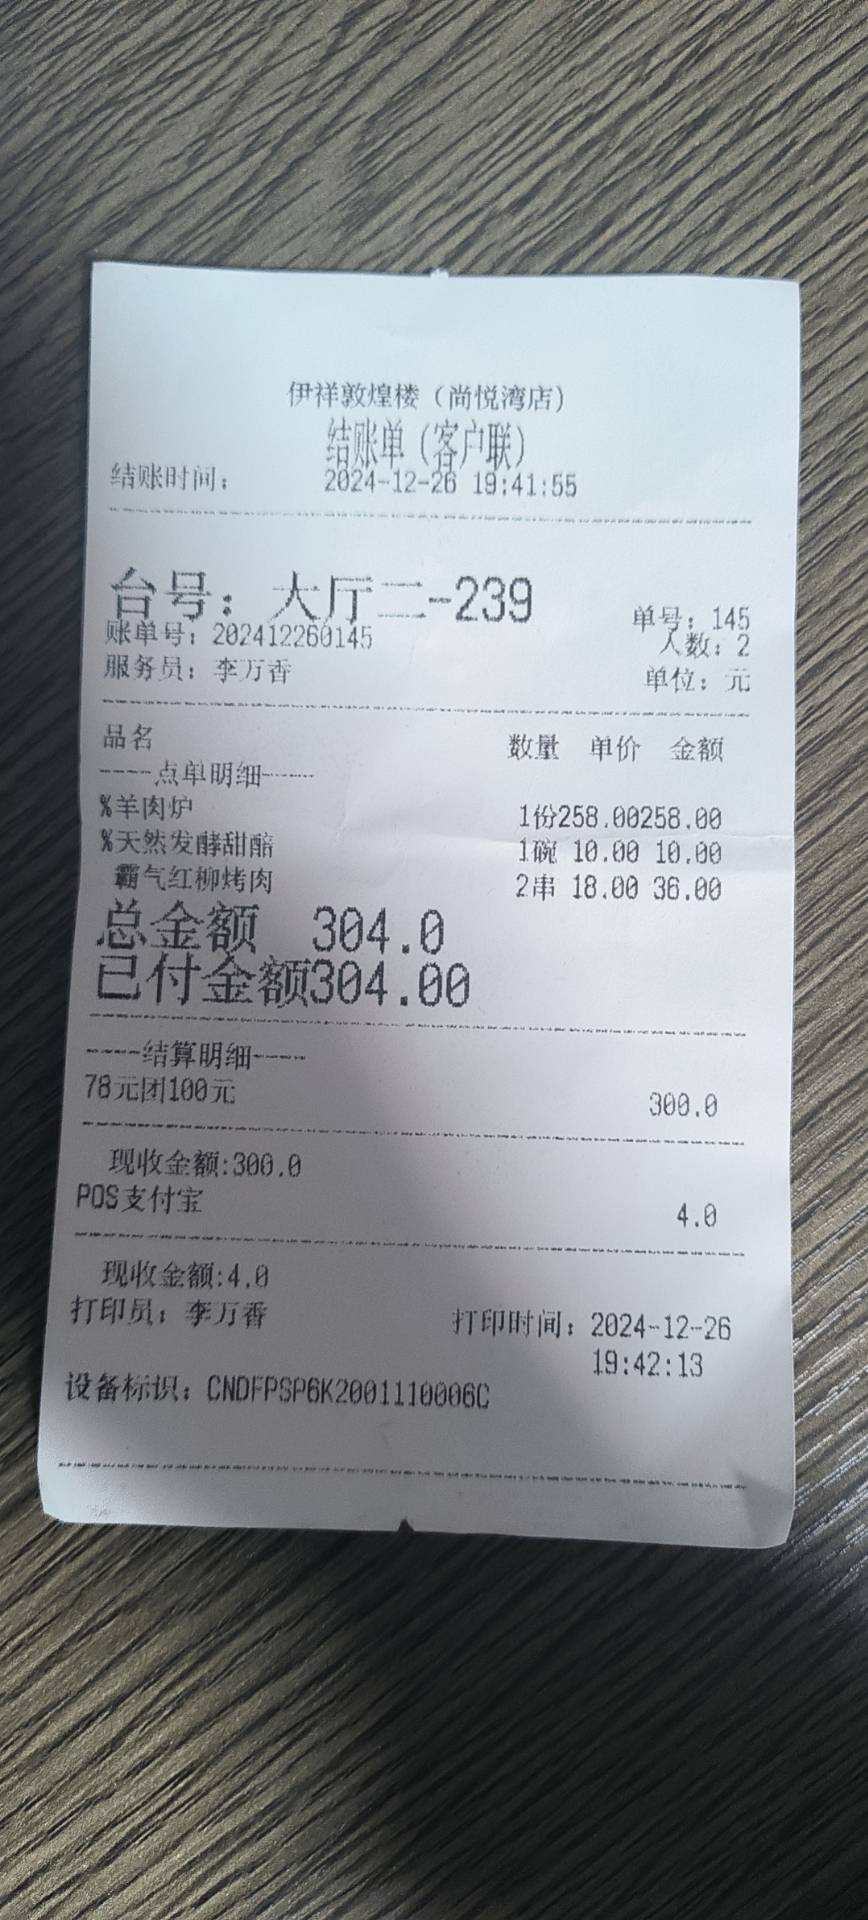 伊祥敦煌楼（尚悦湾店）
结账单（客户联）
结账时间： 2024-12-26 19:41:55
台号：大厅二-239
单号：145
账单号：202412260145
人数：2
服务员：李万香
单位：元
品名 数量 单价 金额
----点单明细----
%羊肉炉 1份258.00258.00
%天然发酵甜醅 1碗 10.00 10.00
霸气红柳烤肉 2串 18.00 36.00
总金额 304.0
已付金额304.00
----结算明细----
78元团100元 300.0
现收金额:300.0
POS支付宝 4.0
现收金额:4.0
打印员：李万香 打印时间：2024-12-26
19:42:13
设备标识：CNDFPSP6K2001110006C